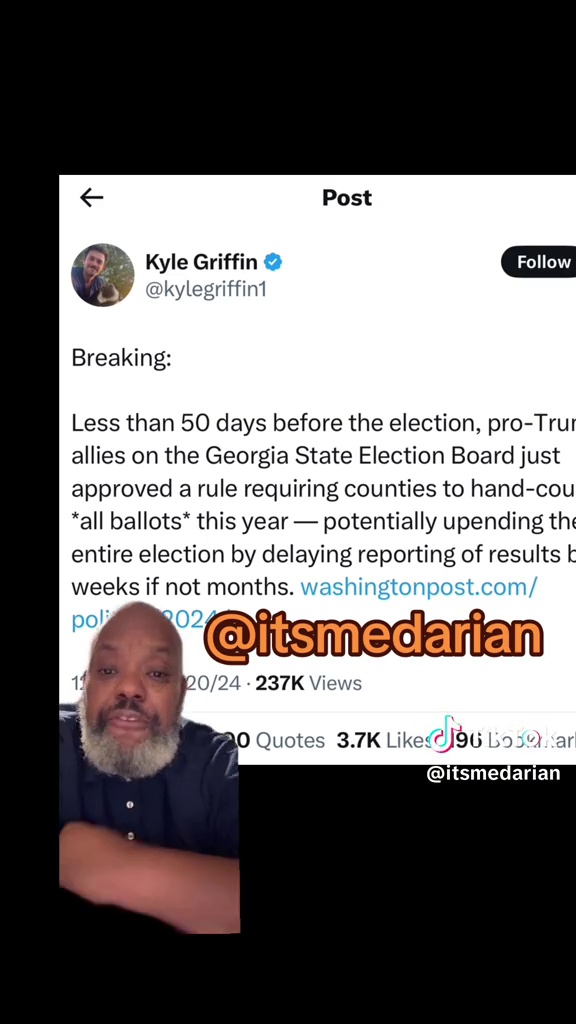 Post
Kyle Griffin
@kylegriffin1
Follow
Breaking:
Less than 50 days before the election, pro-Trum
allies on the Georgia State Election Board just
approved a rule requiring counties to hand-cou
*all ballots* this year — potentially upending the
entire election by delaying reporting of results b
weeks if not months. washingtonpost.com/
@itsmedarian
20/24 · 237K Views
Quotes 3.7K Likes
@itsmedarian